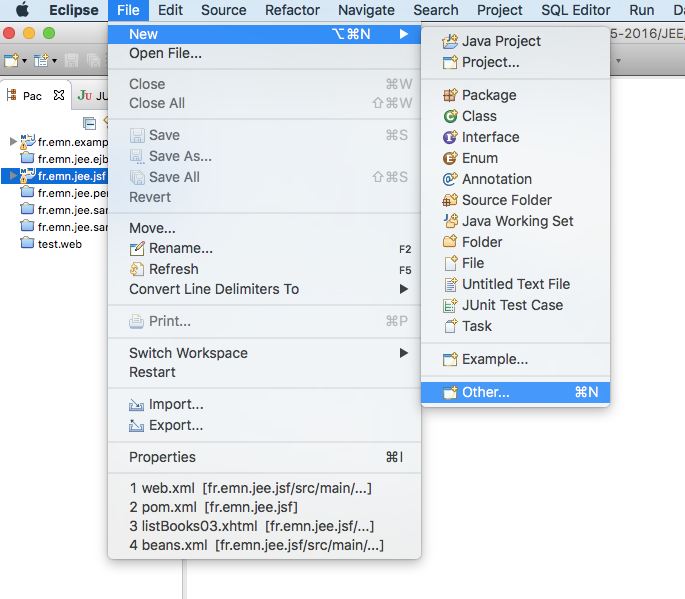 Eclipse File Edit Source Refactor Navigate Search Project SQL Editor Run
5-2016/JEE
Pac JU
fr.emn.examp
fr.emn.jee.ejb
fr.emn.jee.jsf
fr.emn.jee.per
fr.emn.jee.sar
fr.emn.jee.sar
test.web
New ⌥⌘N
Open File...
Close ⌘W
Close All ⇧⌘W
Save ⌘S
Save As...
Save All ⇧⌘S
Revert
Move...
Rename... F2
Refresh F5
Convert Line Delimiters To
Print... ⌘P
Switch Workspace
Restart
Import...
Export...
Properties ⌘I
1 web.xml [fr.emn.jee.jsf/src/main/...]
2 pom.xml [fr.emn.jee.jsf]
3 listBooks03.xhtml [fr.emn.jee.jsf/...]
4 beans.xml [fr.emn.jee.jsf/src/main/...]
Java Project
Project...
Package
Class
Interface
Enum
Annotation
Source Folder
Java Working Set
Folder
File
Untitled Text File
JUnit Test Case
Task
Example...
Other... ⌘N